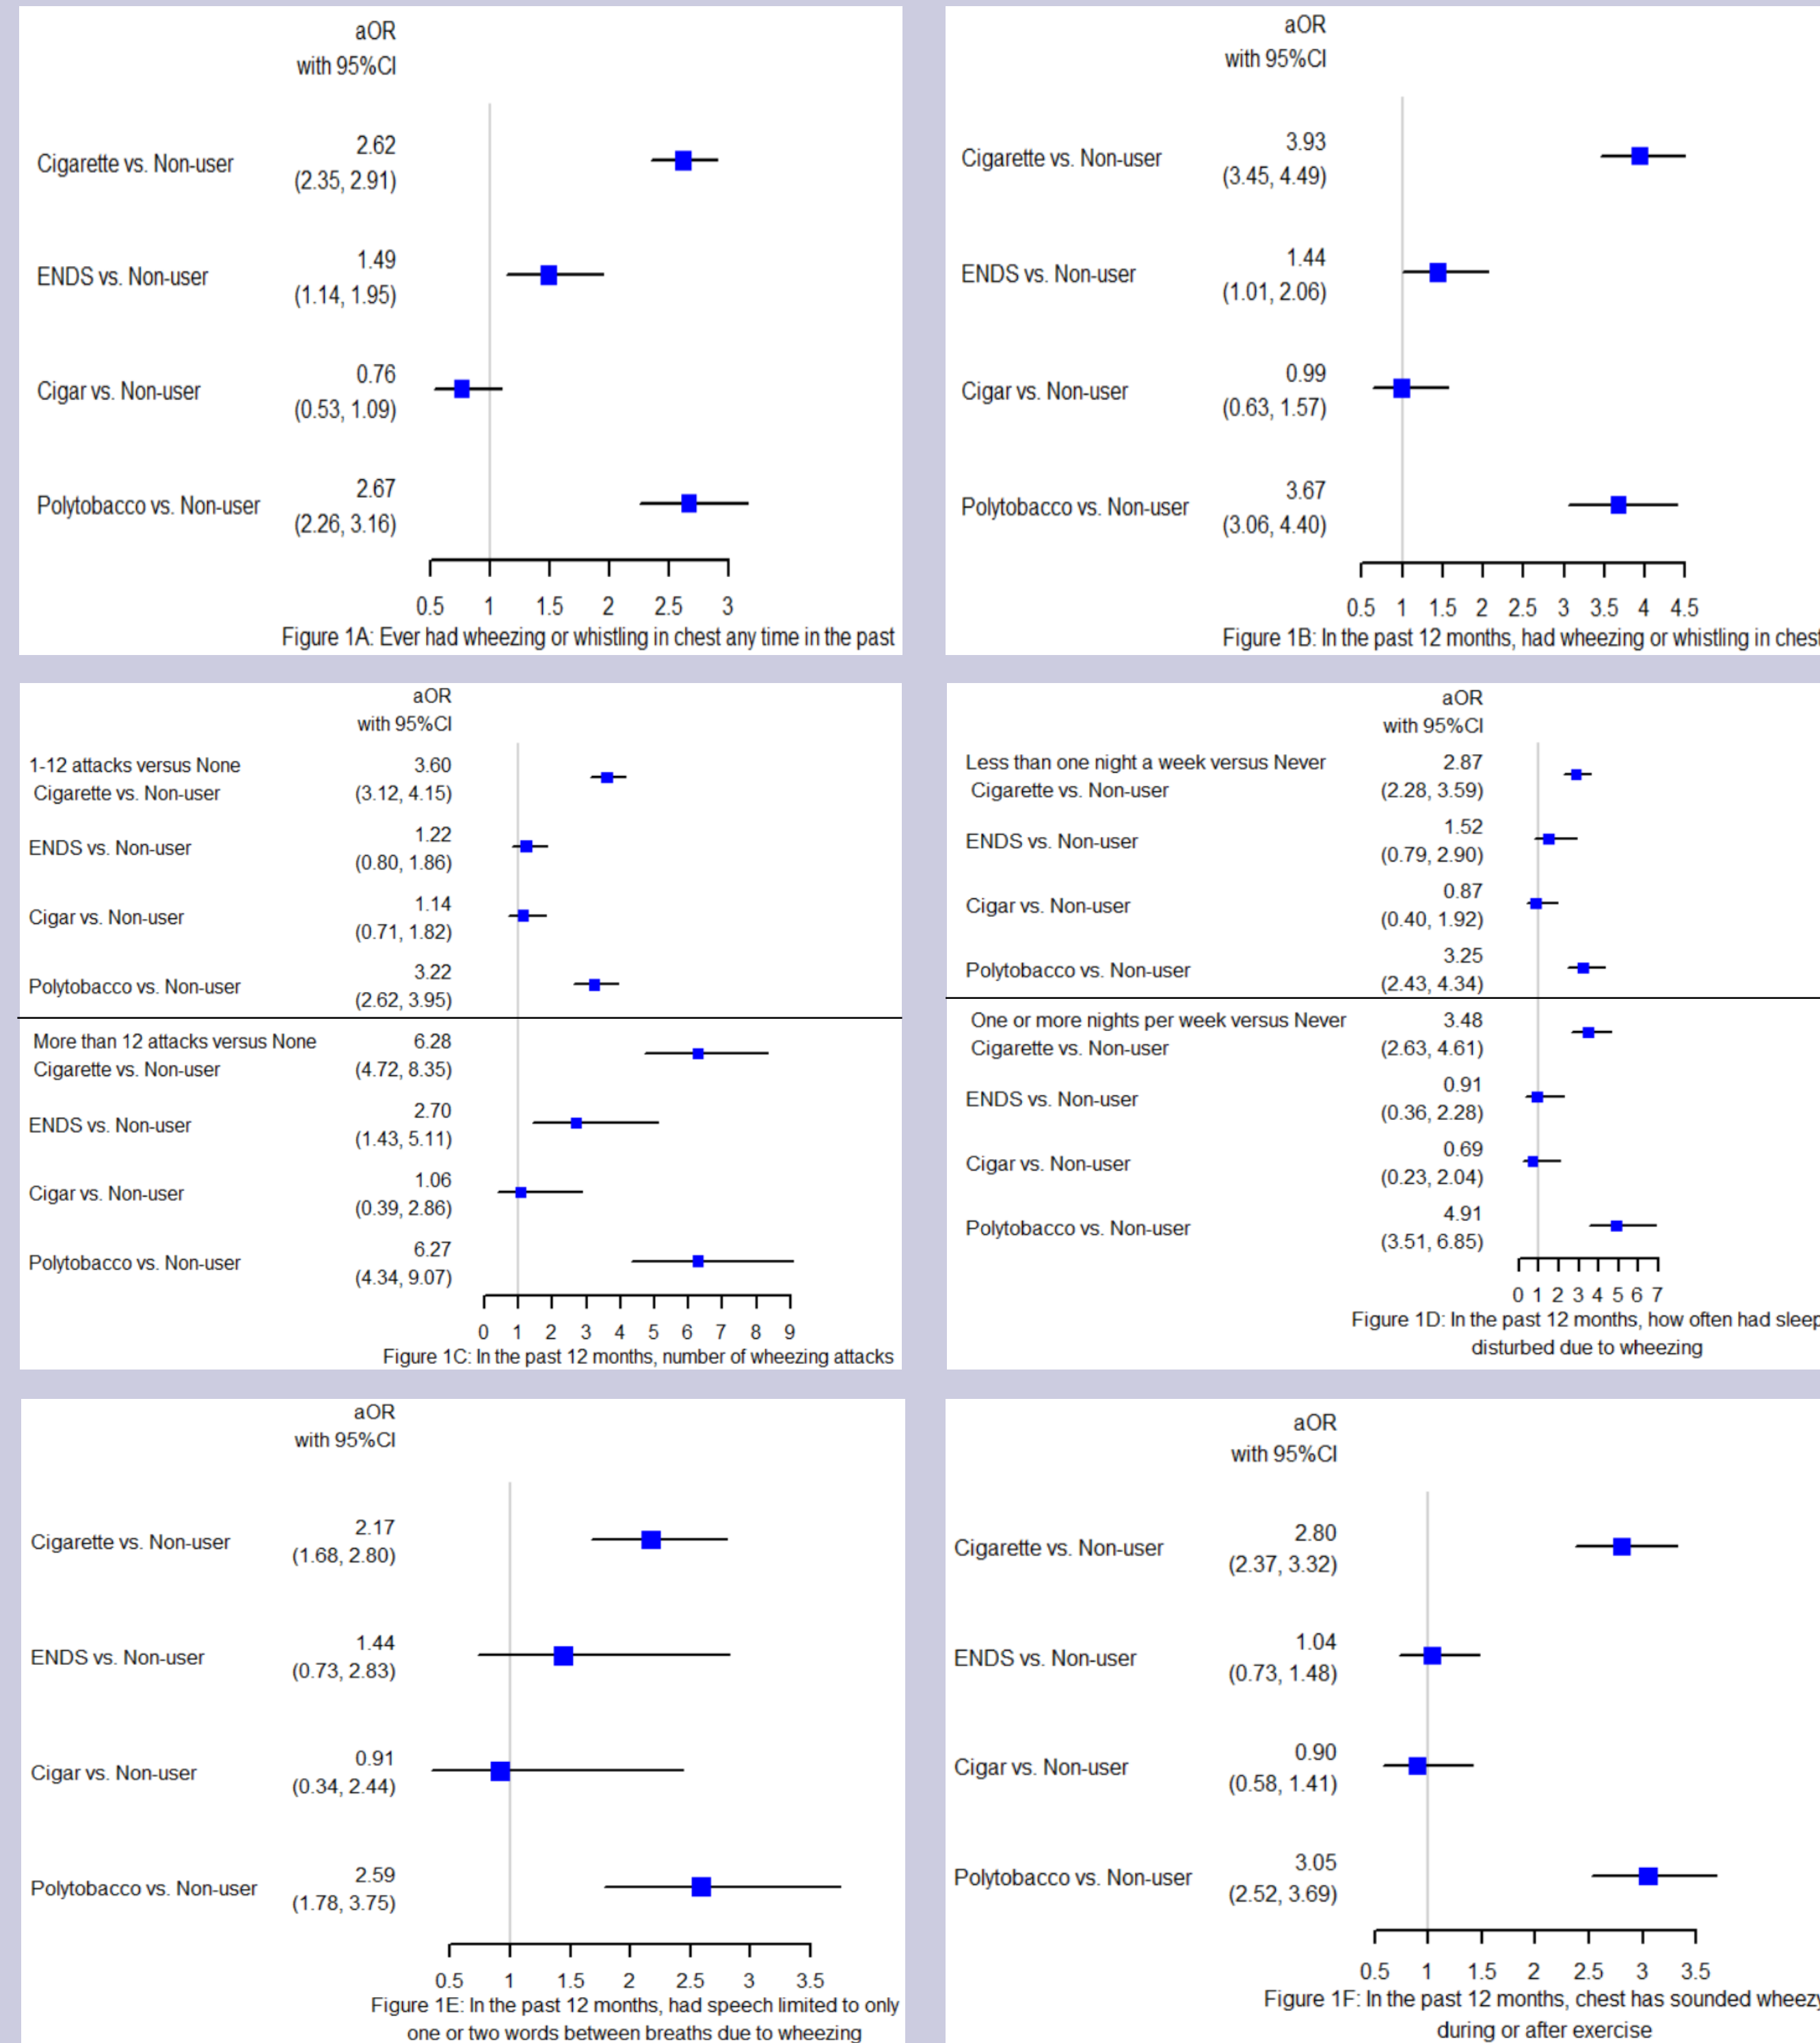 aOR
with 95%CI
Cigarette vs. Non-user
2.62
(2.35, 2.91)
ENDS vs. Non-user
1.49
(1.14, 1.95)
Cigar vs. Non-user
0.76
(0.53, 1.09)
Polytobacco vs. Non-user
2.67
(2.26, 3.16)
0.5 1 1.5 2 2.5 3
Figure 1A: Ever had wheezing or whistling in chest any time in the past
aOR
with 95%CI
Cigarette vs. Non-user
3.93
(3.45, 4.49)
ENDS vs. Non-user
1.44
(1.01, 2.06)
Cigar vs. Non-user
0.99
(0.63, 1.57)
Polytobacco vs. Non-user
3.67
(3.06, 4.40)
0.5 1 1.5 2 2.5 3 3.5 4 4.5
Figure 1B: In the past 12 months, had wheezing or whistling in chest
aOR
with 95%CI
1-12 attacks versus None
3.60
Cigarette vs. Non-user
(3.12, 4.15)
ENDS vs. Non-user
1.22
(0.80, 1.86)
Cigar vs. Non-user
1.14
(0.71, 1.82)
Polytobacco vs. Non-user
3.22
(2.62, 3.95)
More than 12 attacks versus None
6.28
Cigarette vs. Non-user
(4.72, 8.35)
ENDS vs. Non-user
2.70
(1.43, 5.11)
Cigar vs. Non-user
1.06
(0.39, 2.86)
Polytobacco vs. Non-user
6.27
(4.34, 9.07)
0 1 2 3 4 5 6 7 8 9
Figure 1C: In the past 12 months, number of wheezing attacks
aOR
with 95%CI
Less than one night a week versus Never
2.87
Cigarette vs. Non-user
(2.28, 3.59)
ENDS vs. Non-user
1.52
(0.79, 2.90)
Cigar vs. Non-user
0.87
(0.40, 1.92)
Polytobacco vs. Non-user
3.25
(2.43, 4.34)
One or more nights per week versus Never
3.48
Cigarette vs. Non-user
(2.63, 4.61)
ENDS vs. Non-user
0.91
(0.36, 2.28)
Cigar vs. Non-user
0.69
(0.23, 2.04)
Polytobacco vs. Non-user
4.91
(3.51, 6.85)
0 1 2 3 4 5 6 7
Figure 1D: In the past 12 months, how often had sleep
disturbed due to wheezing
aOR
with 95%CI
Cigarette vs. Non-user
2.17
(1.68, 2.80)
ENDS vs. Non-user
1.44
(0.73, 2.83)
Cigar vs. Non-user
0.91
(0.34, 2.44)
Polytobacco vs. Non-user
2.59
(1.78, 3.75)
0.5 1 1.5 2 2.5 3 3.5
Figure 1E: In the past 12 months, had speech limited to only
one or two words between breaths due to wheezing
aOR
with 95%CI
Cigarette vs. Non-user
2.80
(2.37, 3.32)
ENDS vs. Non-user
1.04
(0.73, 1.48)
Cigar vs. Non-user
0.90
(0.58, 1.41)
Polytobacco vs. Non-user
3.05
(2.52, 3.69)
0.5 1 1.5 2 2.5 3 3.5
Figure 1F: In the past 12 months, chest has sounded wheezy
during or after exercise